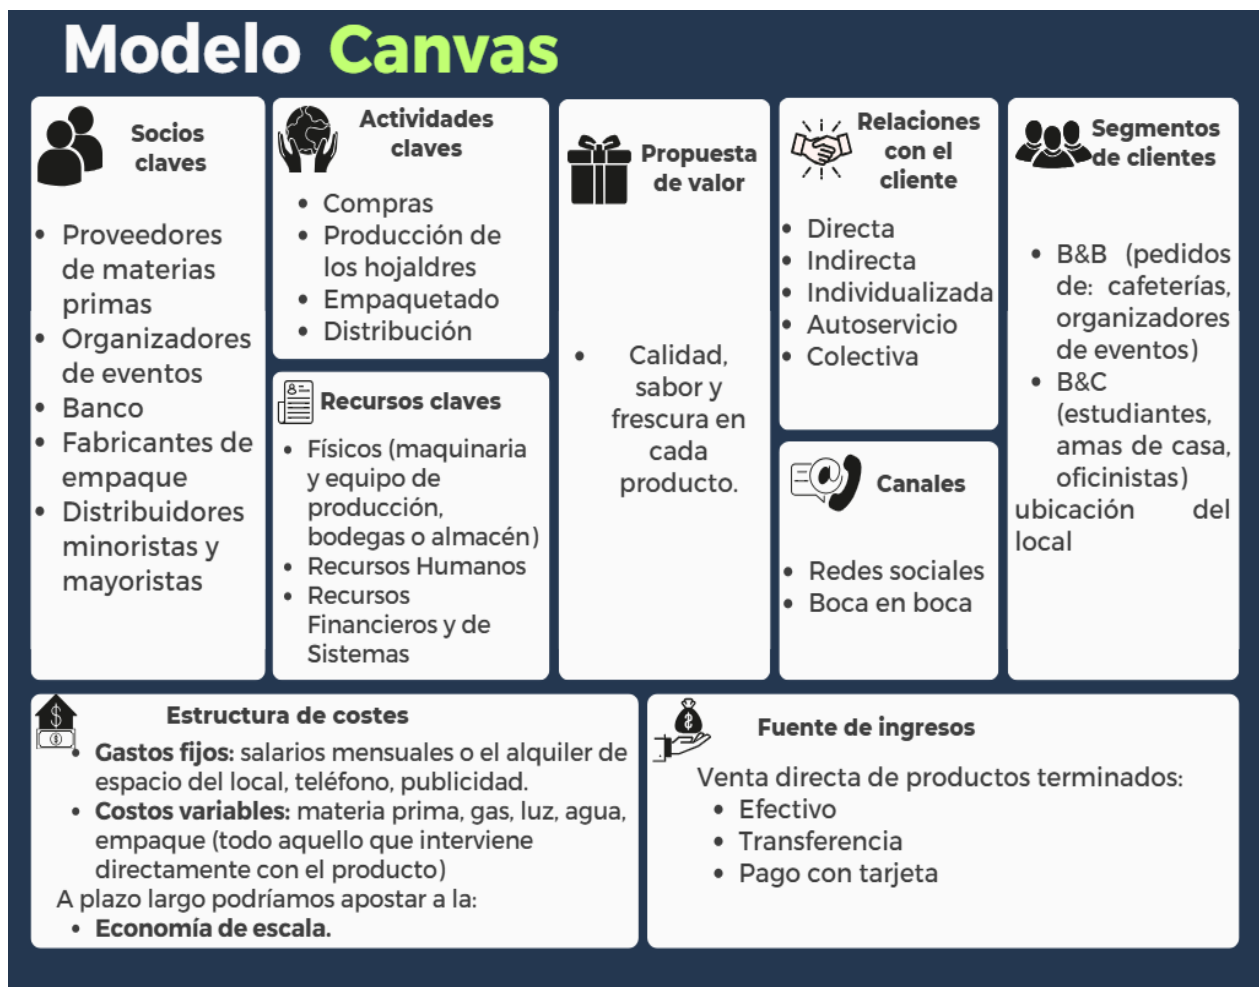 Modelo Canvas
Socios
claves
• Proveedores
de materias
primas
• Organizadores
de eventos
• Banco
• Fabricantes de
empaque
• Distribuidores
minoristas y
mayoristas
Actividades
claves
• Compras
• Producción de
los hojaldres
• Empaquetado
• Distribución
Recursos claves
• Físicos (maquinaria
y equipo de
producción,
bodegas o almacén)
• Recursos Humanos
• Recursos
Financieros y de
Sistemas
Propuesta
de valor
• Calidad,
sabor y
frescura en
cada
producto.
Relaciones
con el
cliente
• Directa
• Indirecta
• Individualizada
• Autoservicio
• Colectiva
Canales
• Redes sociales
• Boca en boca
Segmentos
de clientes
• B&B (pedidos
de: cafeterías,
organizadores
de eventos)
• B&C
(estudiantes,
amas de casa,
oficinistas)
ubicación del
local
Estructura de costes
• Gastos fijos: salarios mensuales o el alquiler de
espacio del local, teléfono, publicidad.
• Costos variables: materia prima, gas, luz, agua,
empaque (todo aquello que interviene
directamente con el producto)
A plazo largo podríamos apostar a la:
• Economía de escala.
Fuente de ingresos
Venta directa de productos terminados:
• Efectivo
• Transferencia
• Pago con tarjeta